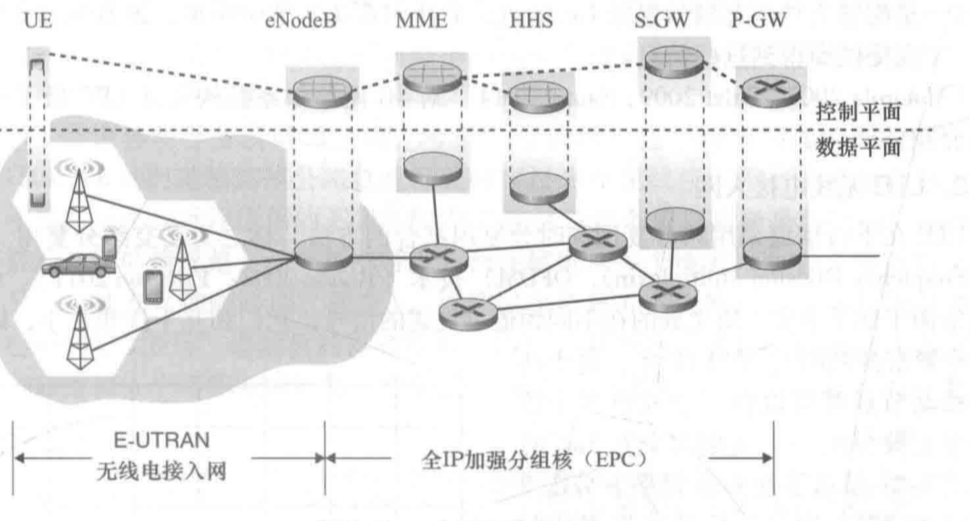 UE
eNodeB
MME
HHS
S-GW
P-GW
控制平面
数据平面
E-UTRAN
无线电接入网
全IP加强分组核（EPC）